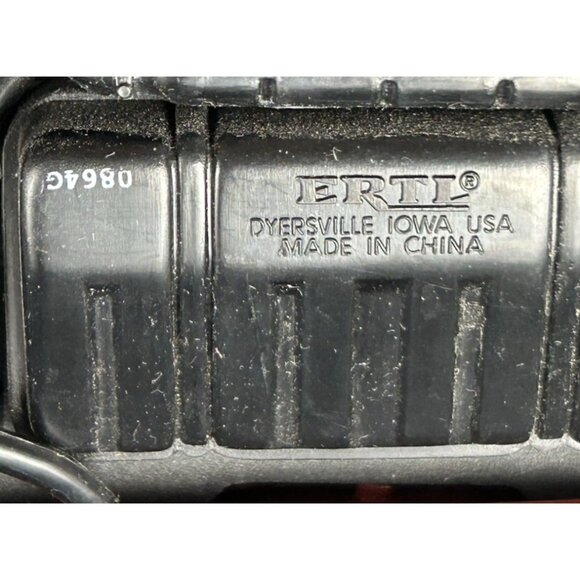 0864G
ERTL®
DYERSVILLE IOWA USA
MADE IN CHINA